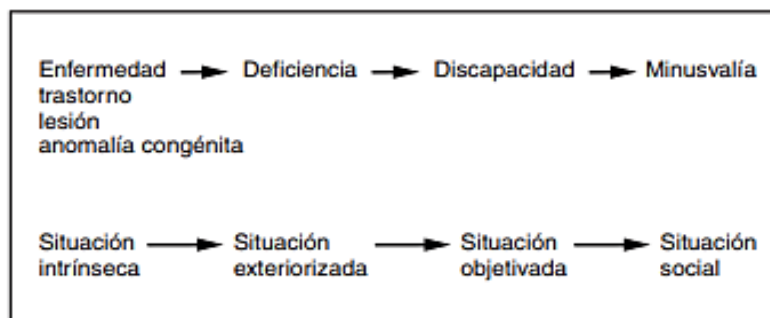 Enfermedad Deficiencia Discapacidad Minusvalía
trastorno
lesión
anomalía congénita
Situación Situación Situación Situación
intrínseca exteriorizada objetivada social